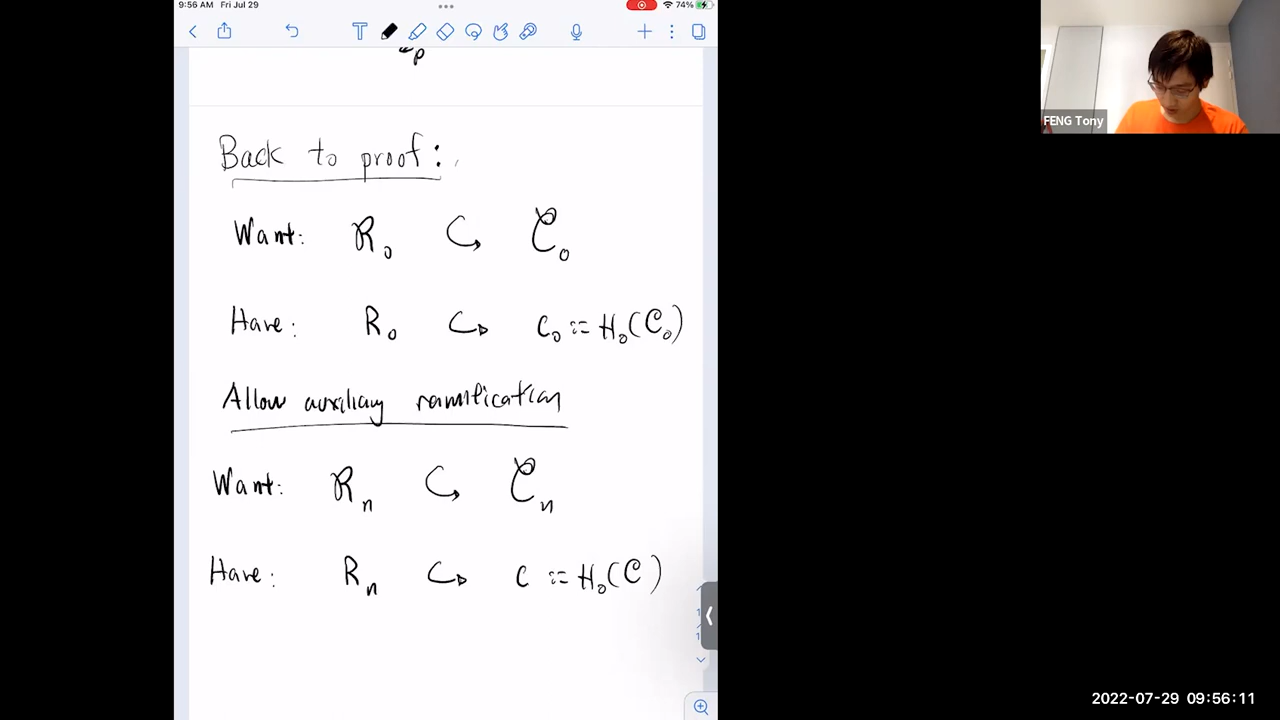 9:56 AM Fri Jul 29
74%
p
Back to proof:
Want: R₀ ↪ C₀
Have: R₀ ↪ C₀ := H₀(C₀)
Allow auxiliary ramification
Want: Rₙ ↪ Cₙ
Have: Rₙ ↪ C := H₀(C)
FENG Tony
2022-07-29 09:56:11